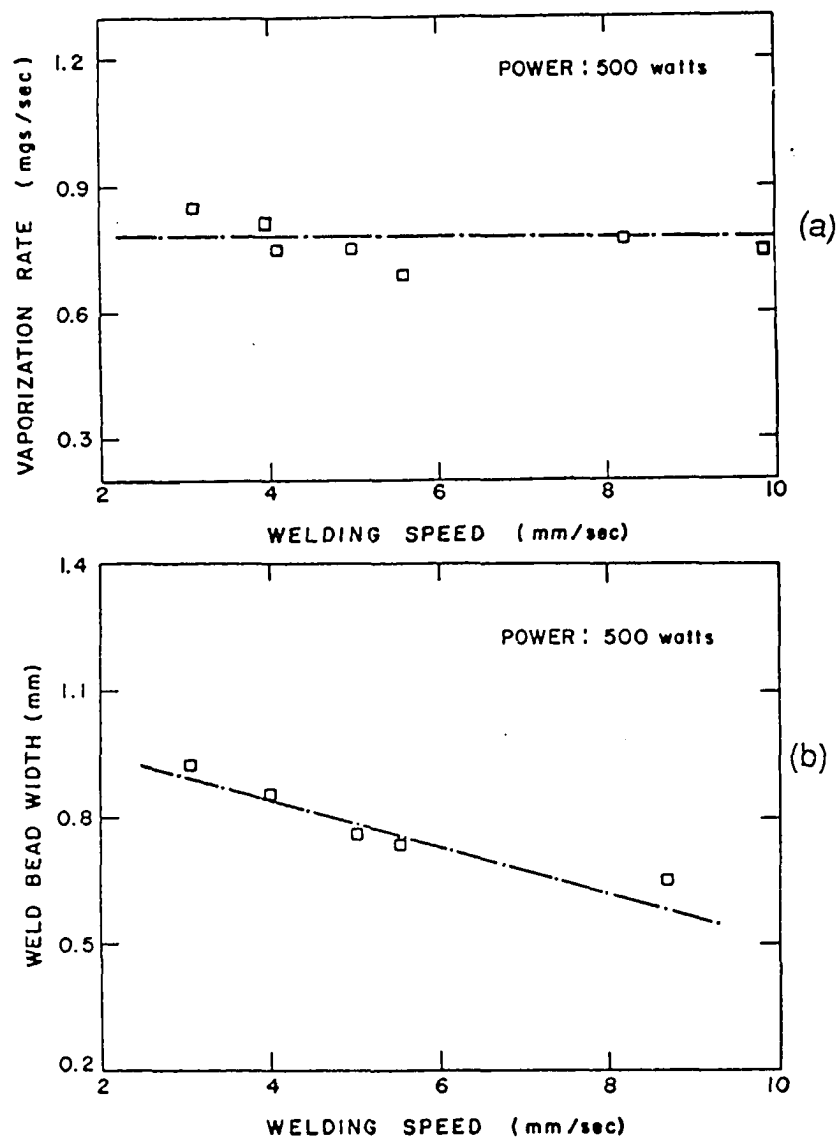 1.2
0.9
0.6
0.3
VAPORIZATION RATE (mgs/sec)
POWER: 500 watts
(a)
2 4 6 8 10
WELDING SPEED (mm/sec)
1.4
1.1
0.8
0.5
0.2
WELD BEAD WIDTH (mm)
POWER: 500 watts
(b)
2 4 6 8 10
WELDING SPEED (mm/sec)